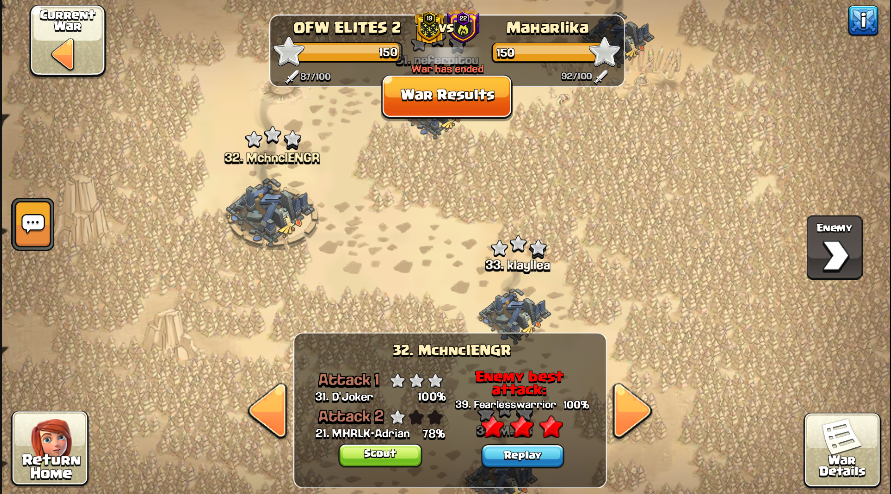 Current
War
OFW ELITES 2
19
vs
22
Maharlika
150
150
War has ended
87/100
92/100
War Results
32. MchnclENGR
Enemy
33. klayllea
32. MchnclENGR
Attack 1
31. D'Joker
100%
Attack 2
21. MHRLK-Adrian
78%
Enemy best
attack:
39. Fearlesswarrior
100%
Scout
Replay
Return
Home
War
Details